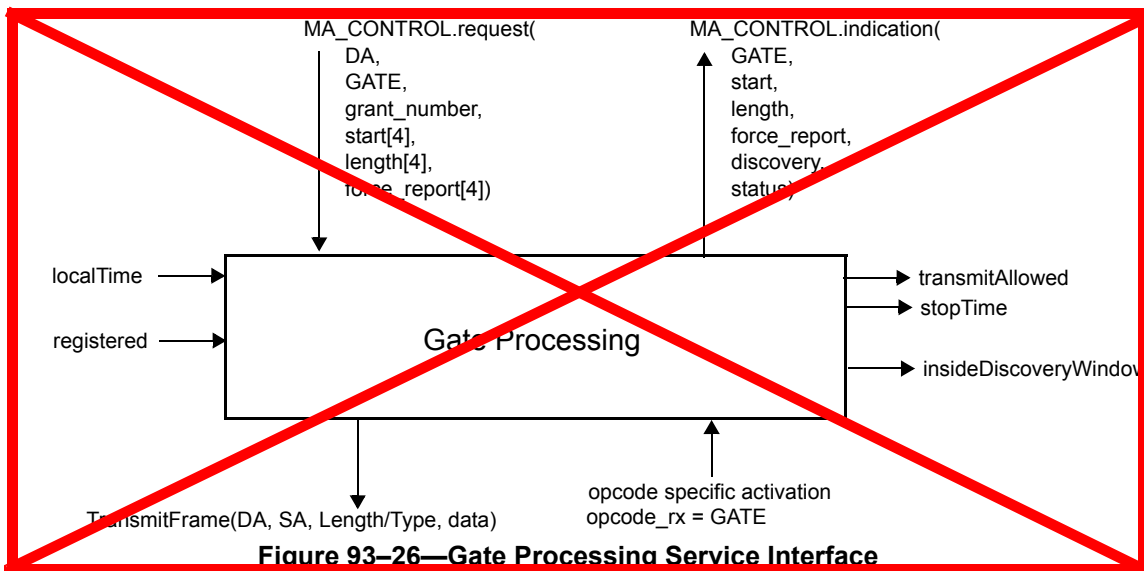 MA_CONTROL.request(
DA,
GATE,
grant_number,
start[4],
length[4],
force_report[4])
MA_CONTROL.indication(
GATE,
start,
length,
force_report,
discovery,
status)
localTime
registered
Gate Processing
transmitAllowed
stopTime
insideDiscoveryWindow
TransmitFrame(DA, SA, Length/Type, data)
opcode specific activation
opcode_rx = GATE
Figure 93–26—Gate Processing Service Interface